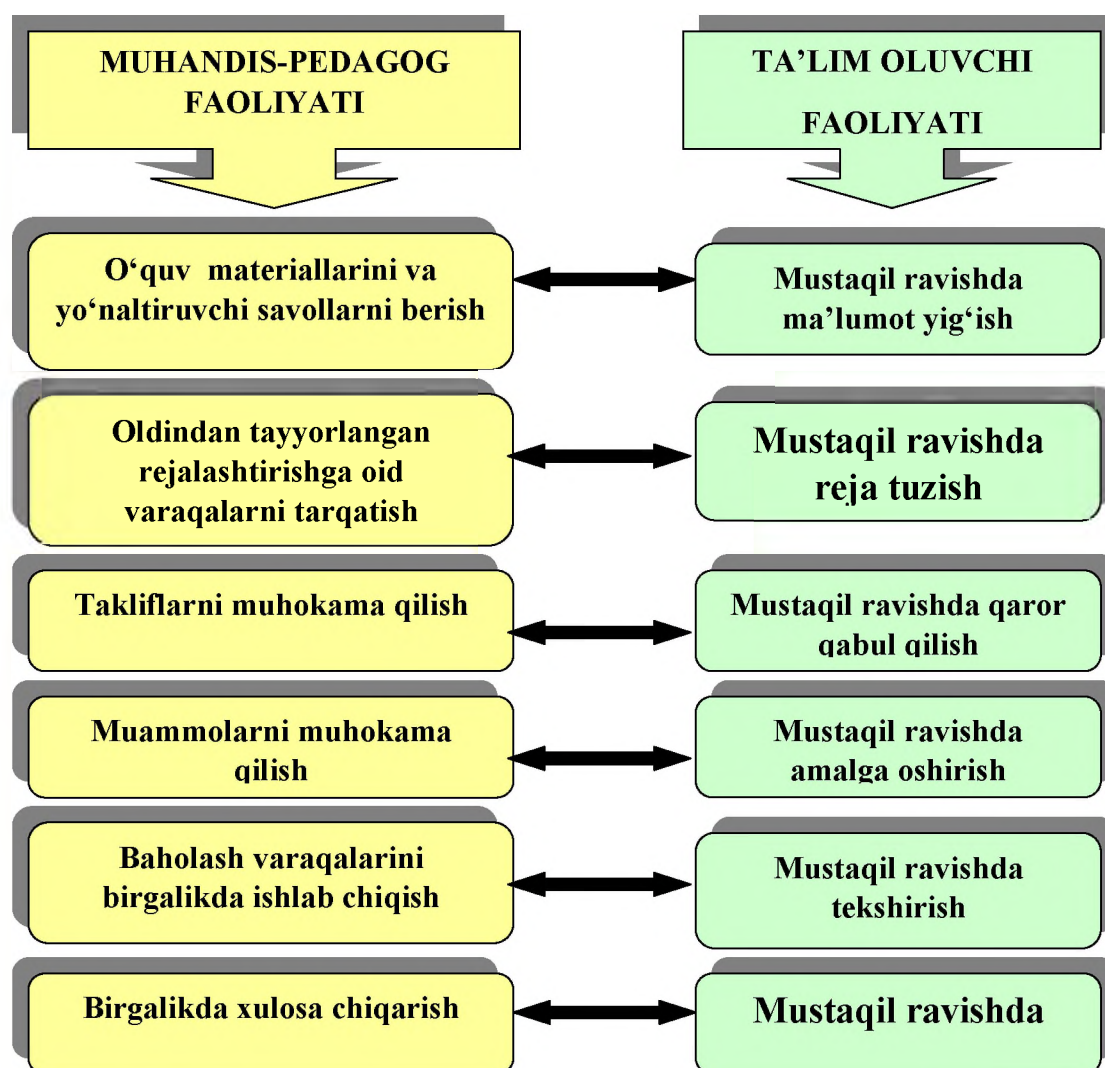 MUHANDIS-PEDAGOG
FAOLIYATI
TA’LIM OLUVCHI
FAOLIYATI
O‘quv materiallarini va
yo‘naltiruvchi savollarni berish
Mustaqil ravishda
ma’lumot yig‘ish
Oldindan tayyorlangan
rejalashtirishga oid
varaqalarni tarqatish
Mustaqil ravishda
reja tuzish
Takliflarni muhokama qilish
Mustaqil ravishda qaror
qabul qilish
Muammolarni muhokama
qilish
Mustaqil ravishda
amalga oshirish
Baholash varaqalarini
birgalikda ishlab chiqish
Mustaqil ravishda
tekshirish
Birgalikda xulosa chiqarish
Mustaqil ravishda